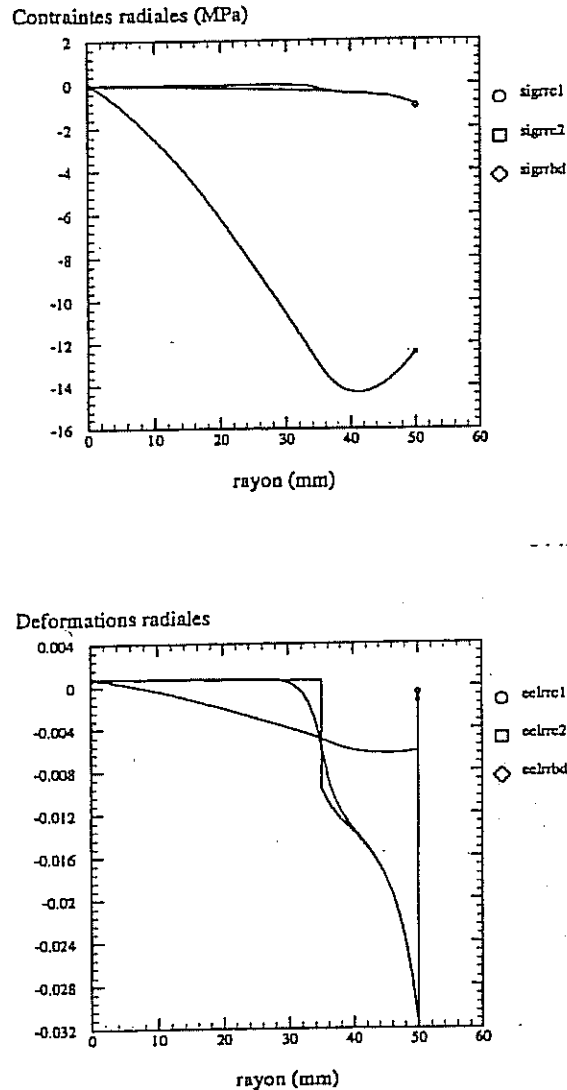 Contraintes radiales (MPa)
2
0
-2
-4
-6
-8
-10
-12
-14
-16
0 10 20 30 40 50 60
rayon (mm)
sigrrc1
sigrrc2
sigrrbd
Deformations radiales
0.004
0
-0.004
-0.008
-0.012
-0.016
-0.02
-0.024
-0.028
-0.032
0 10 20 30 40 50 60
rayon (mm)
eelrrc1
eelrrc2
eelrrbd